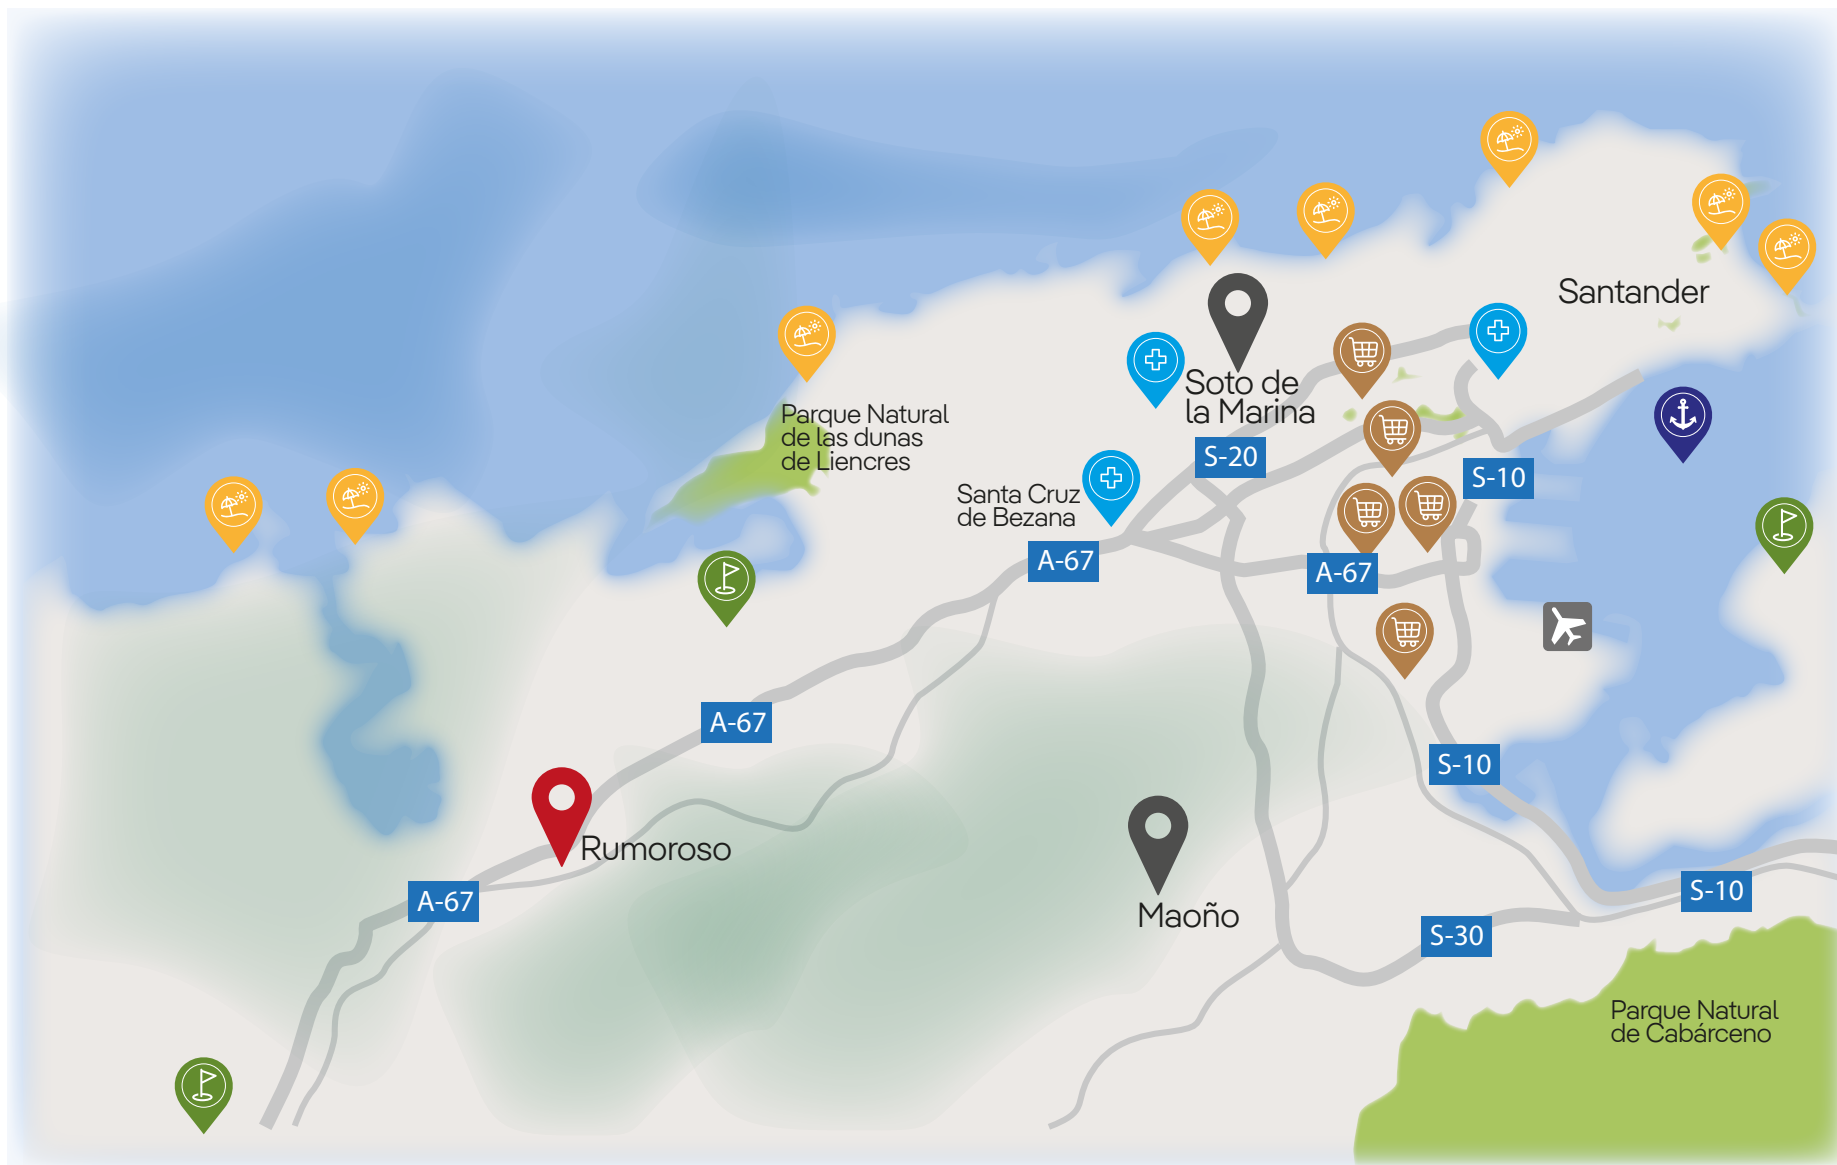 Santander
Soto de
la Marina
Parque Natural
de las dunas
de Liencres
S-20
S-10
Santa Cruz
de Bezana
A-67
A-67
A-67
S-10
Rumoroso
A-67
Maoño
S-10
S-30
Parque Natural
de Cabárceno